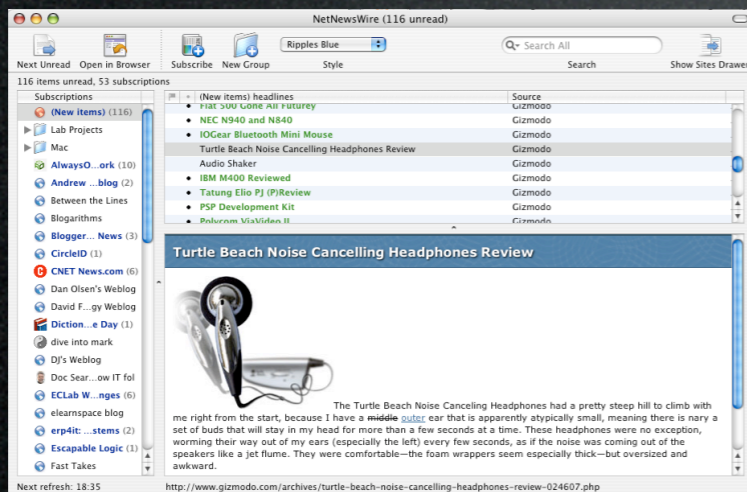 NetNewsWire (116 unread)
Next Unread Open in Browser Subscribe New Group Ripples Blue Style Search All Search Show Sites Drawer
116 items unread, 53 subscriptions
Subscriptions
(New items) (116)
Lab Projects
Mac
AlwaysO...ork (10)
Andrew ...blog (2)
Between the Lines
Blogarithms
Blogger... News (3)
CircleID (1)
CNET News.com (6)
Dan Olsen's Weblog
David F...gy Weblog
Diction...e Day (1)
dive into mark
DJ's Weblog
Doc Sear...ow IT fol
ECLab W...nges (6)
elearnspace blog
erp4it: ...stems (2)
Escapable Logic (1)
Fast Takes
(New items) headlines Source
Fiat 500 Gone All Futurey Gizmodo
NEC N940 and N840 Gizmodo
IOGear Bluetooth Mini Mouse Gizmodo
Turtle Beach Noise Cancelling Headphones Review Gizmodo
Audio Shaker Gizmodo
IBM M400 Reviewed Gizmodo
Tatung Elio PJ (P)Review Gizmodo
PSP Development Kit Gizmodo
Polycom ViaVideo II Gizmodo
Turtle Beach Noise Cancelling Headphones Review
The Turtle Beach Noise Canceling Headphones had a pretty steep hill to climb with
me right from the start, because I have a middle outer ear that is apparently atypically small, meaning there is nary a
set of buds that will stay in my head for more than a few seconds at a time. These headphones were no exception,
worming their way out of my ears (especially the left) every few seconds, as if the noise was coming out of the
speakers like a jet flume. They were comfortable—the foam wrappers seem especially thick—but oversized and
awkward.
Next refresh: 18:35 http://www.gizmodo.com/archives/turtle-beach-noise-cancelling-headphones-review-024607.php